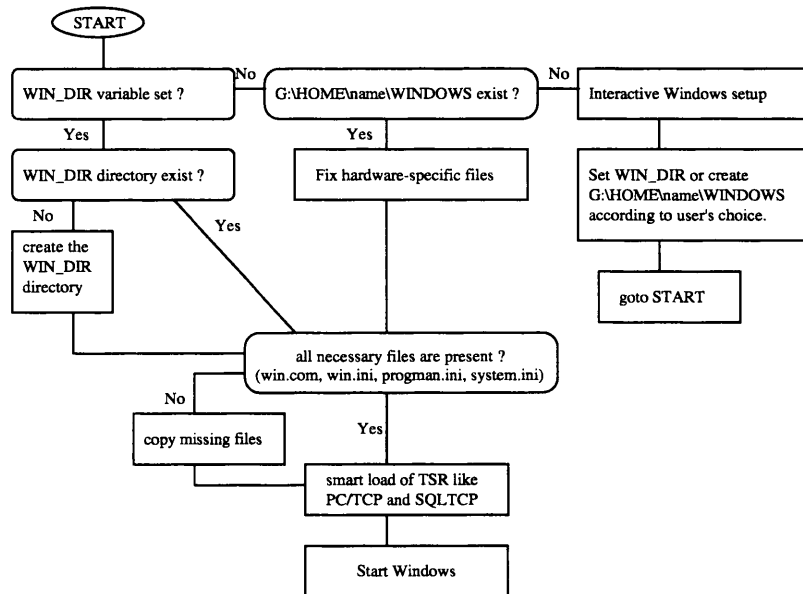 START
No
No
WIN_DIR variable set ?
G:\HOME\name\WINDOWS exist ?
Interactive Windows setup
Yes
Yes
WIN_DIR directory exist ?
Fix hardware-specific files
Set WIN_DIR or create
G:\HOME\name\WINDOWS
according to user's choice.
No
Yes
create the
WIN_DIR
directory
goto START
all necessary files are present ?
(win.com, win.ini, progman.ini, system.ini)
No
Yes
copy missing files
smart load of TSR like
PC/TCP and SQLTCP
Start Windows